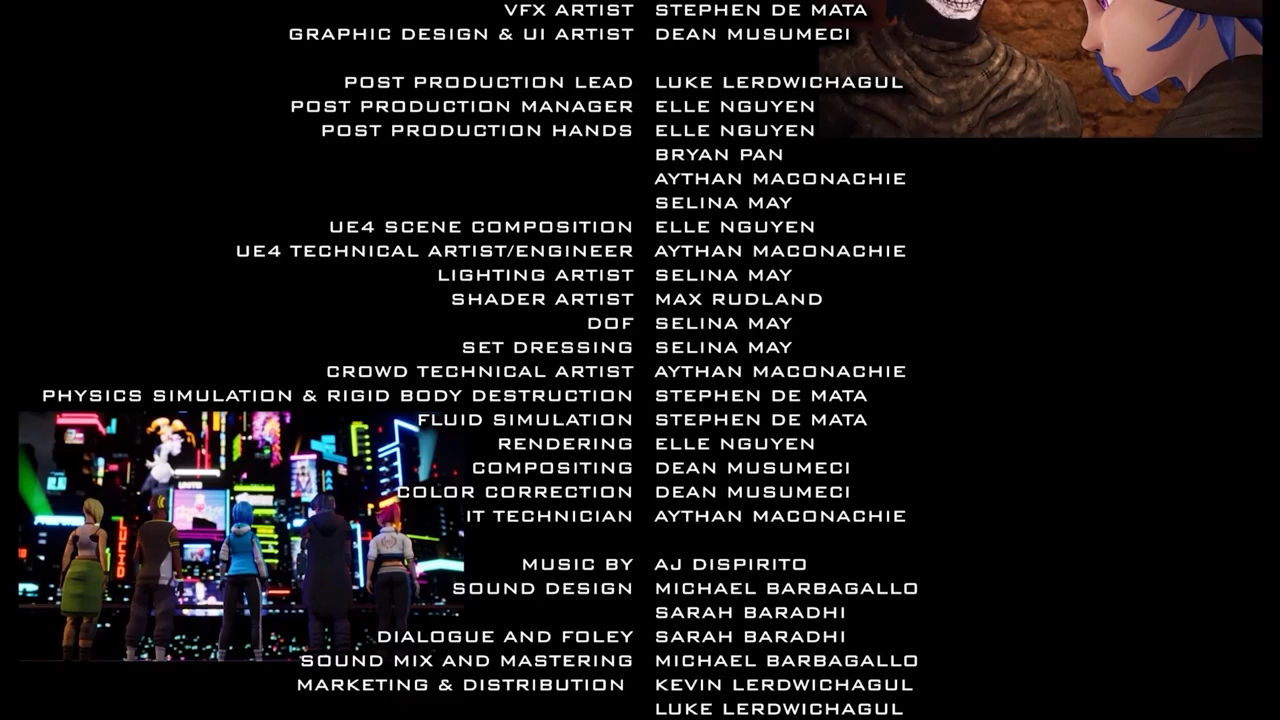 VFX ARTIST STEPHEN DE MATA
GRAPHIC DESIGN & UI ARTIST DEAN MUSUMECI
POST PRODUCTION LEAD LUKE LERDWICHAGUL
POST PRODUCTION MANAGER ELLE NGUYEN
POST PRODUCTION HANDS ELLE NGUYEN
BRYAN PAN
AYTHAN MACONACHIE
SELINA MAY
UE4 SCENE COMPOSITION ELLE NGUYEN
UE4 TECHNICAL ARTIST/ENGINEER AYTHAN MACONACHIE
LIGHTING ARTIST SELINA MAY
SHADER ARTIST MAX RUDLAND
DOF SELINA MAY
SET DRESSING SELINA MAY
CROWD TECHNICAL ARTIST AYTHAN MACONACHIE
PHYSICS SIMULATION & RIGID BODY DESTRUCTION STEPHEN DE MATA
FLUID SIMULATION STEPHEN DE MATA
RENDERING ELLE NGUYEN
COMPOSITING DEAN MUSUMECI
COLOR CORRECTION DEAN MUSUMECI
IT TECHNICIAN AYTHAN MACONACHIE
MUSIC BY AJ DISPIRITO
SOUND DESIGN MICHAEL BARBAGALLO
SARAH BARADHI
DIALOGUE AND FOLEY SARAH BARADHI
SOUND MIX AND MASTERING MICHAEL BARBAGALLO
MARKETING & DISTRIBUTION KEVIN LERDWICHAGUL
LUKE LERDWICHAGUL